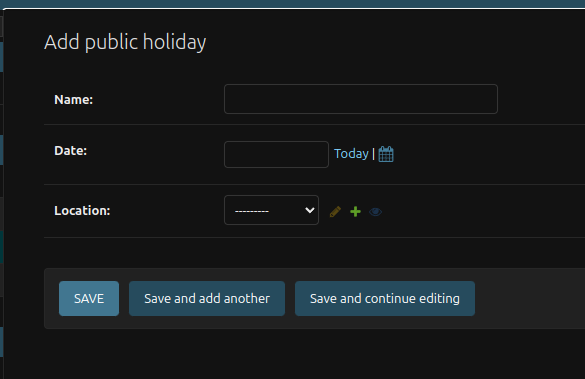 Add public holiday
Name:
Date:
Today |
Location:
---------
SAVE
Save and add another
Save and continue editing